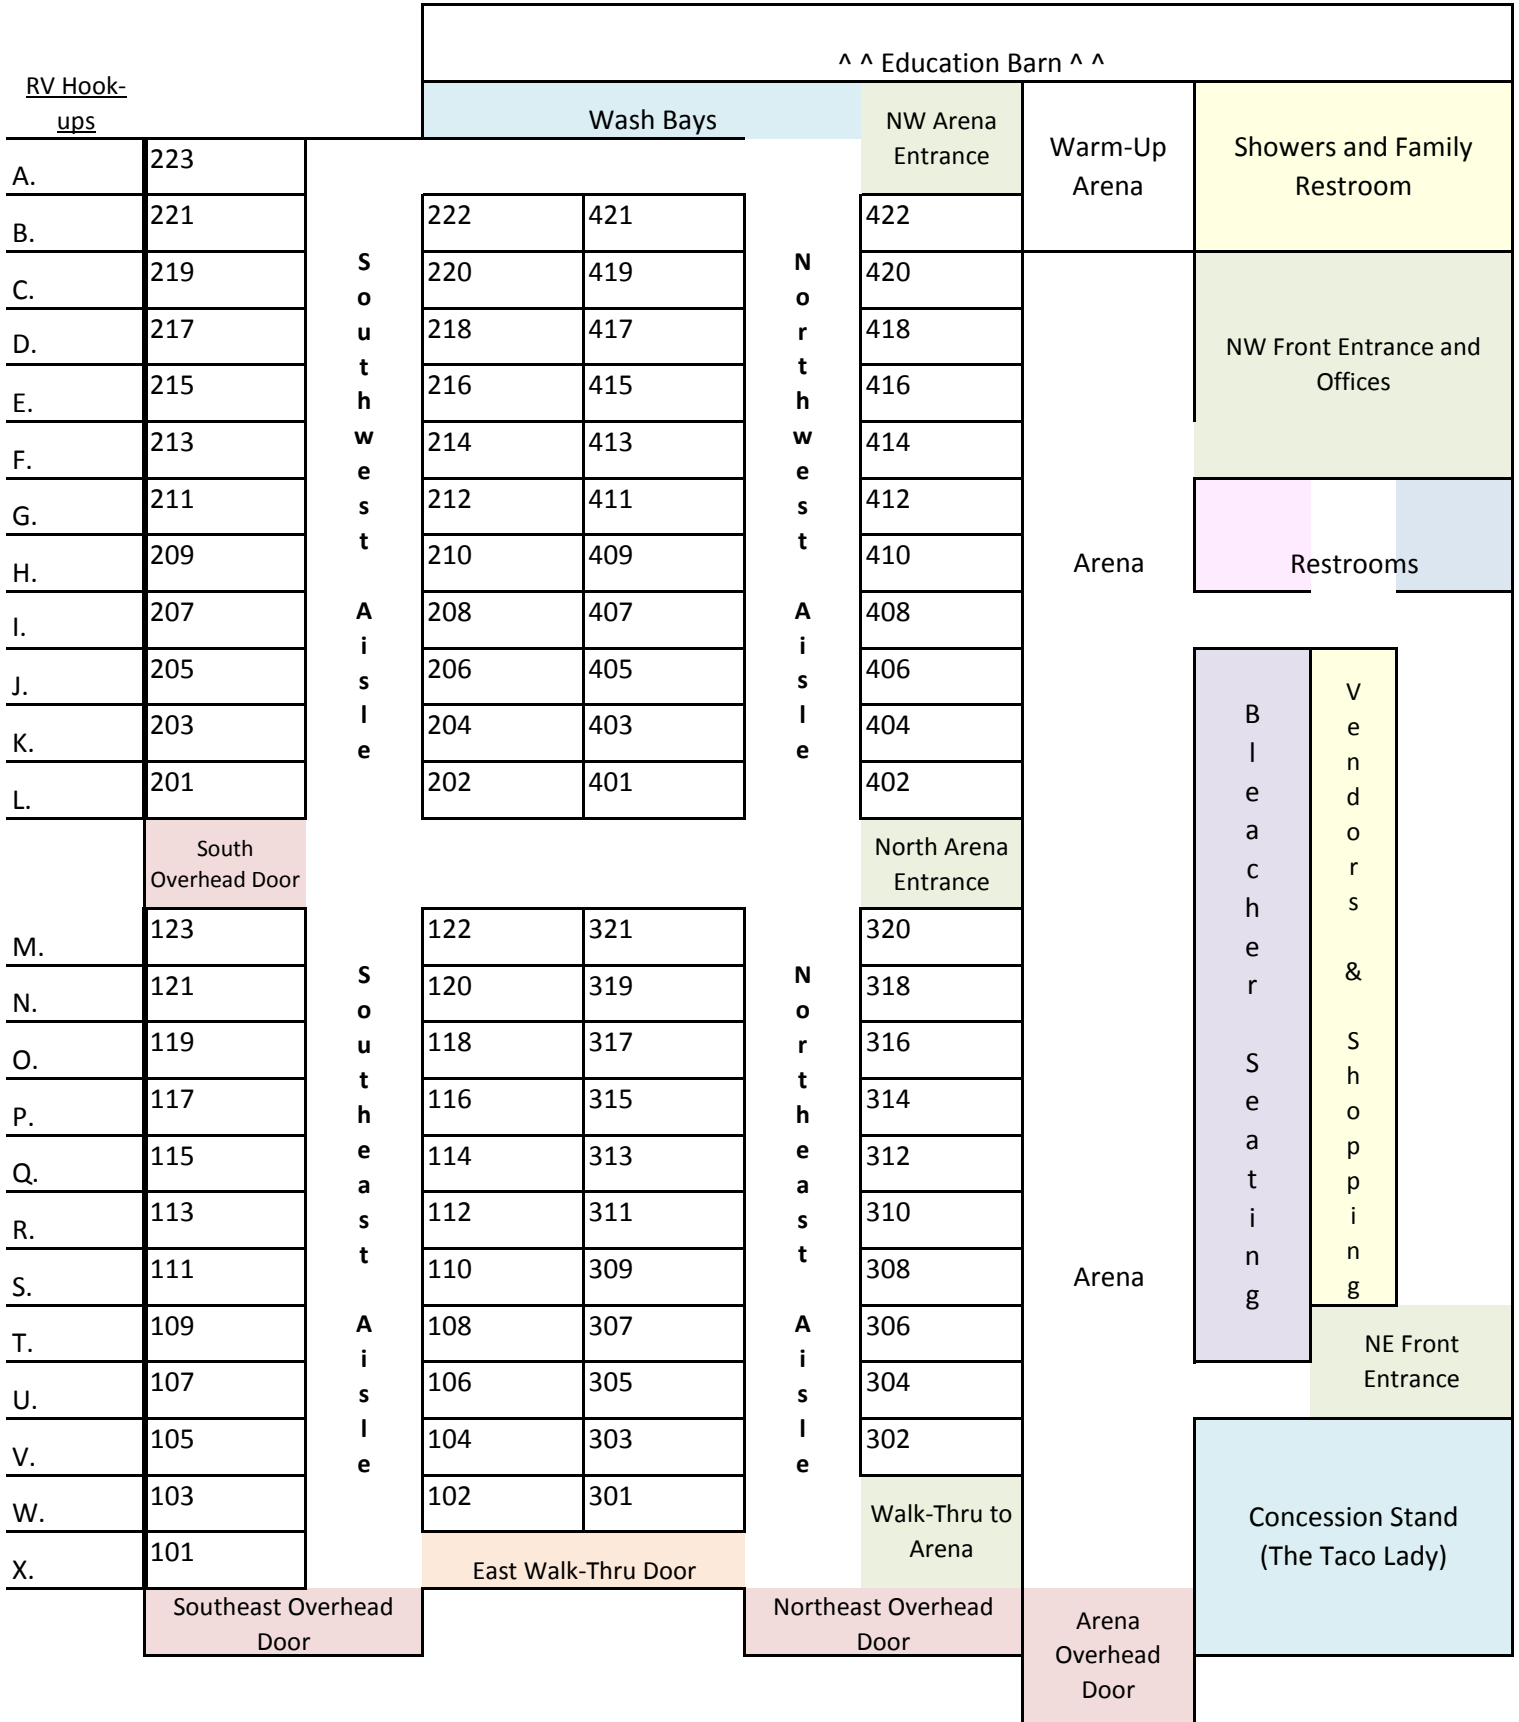 ^ ^ Education Barn ^ ^
RV Hook-
ups
Wash Bays
NW Arena
Entrance
Warm-Up
Arena
Showers and Family
Restroom
A. 223
B. 221 222 421 422
C. 219 220 419 420
D. 217 218 417 418
E. 215 216 415 416
F. 213 214 413 414
G. 211 212 411 412
H. 209 210 409 410
I. 207 208 407 408
J. 205 206 405 406
K. 203 204 403 404
L. 201 202 401 402
Southwest Aisle
Northwest Aisle
NW Front Entrance and
Offices
Arena
Restrooms
Bleacher Seating
Vendors & Shopping
South
Overhead Door
North Arena
Entrance
M. 123 122 321 320
N. 121 120 319 318
O. 119 118 317 316
P. 117 116 315 314
Q. 115 114 313 312
R. 113 112 311 310
S. 111 110 309 308
T. 109 108 307 306
U. 107 106 305 304
V. 105 104 303 302
W. 103 102 301
X. 101
Southeast Aisle
Northeast Aisle
Arena
NE Front
Entrance
Walk-Thru to
Arena
East Walk-Thru Door
Concession Stand
(The Taco Lady)
Southeast Overhead
Door
Northeast Overhead
Door
Arena
Overhead
Door